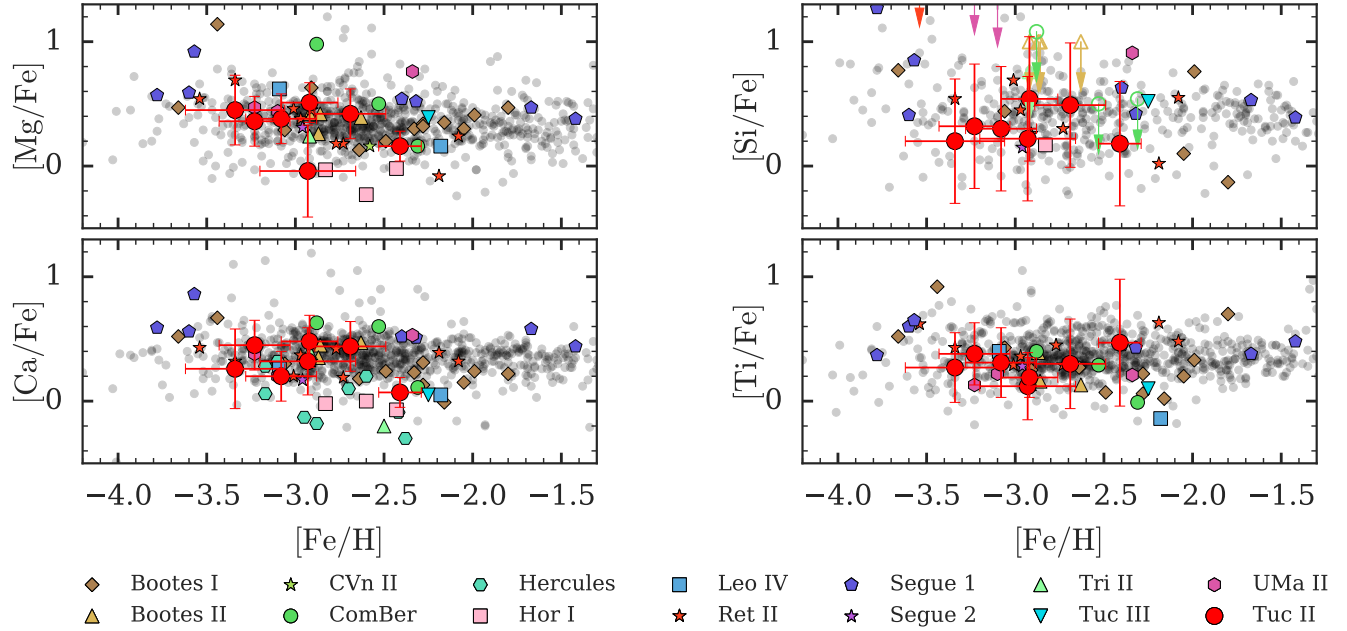 [Mg/Fe]
1
0
[Si/Fe]
1
0
[Ca/Fe]
1
0
[Ti/Fe]
1
0
−4.0 −3.5 −3.0 −2.5 −2.0 −1.5
−4.0 −3.5 −3.0 −2.5 −2.0 −1.5
[Fe/H]
[Fe/H]
Bootes I CVn II Hercules Leo IV Segue 1 Tri II UMa II
Bootes II ComBer Hor I Ret II Segue 2 Tuc III Tuc II